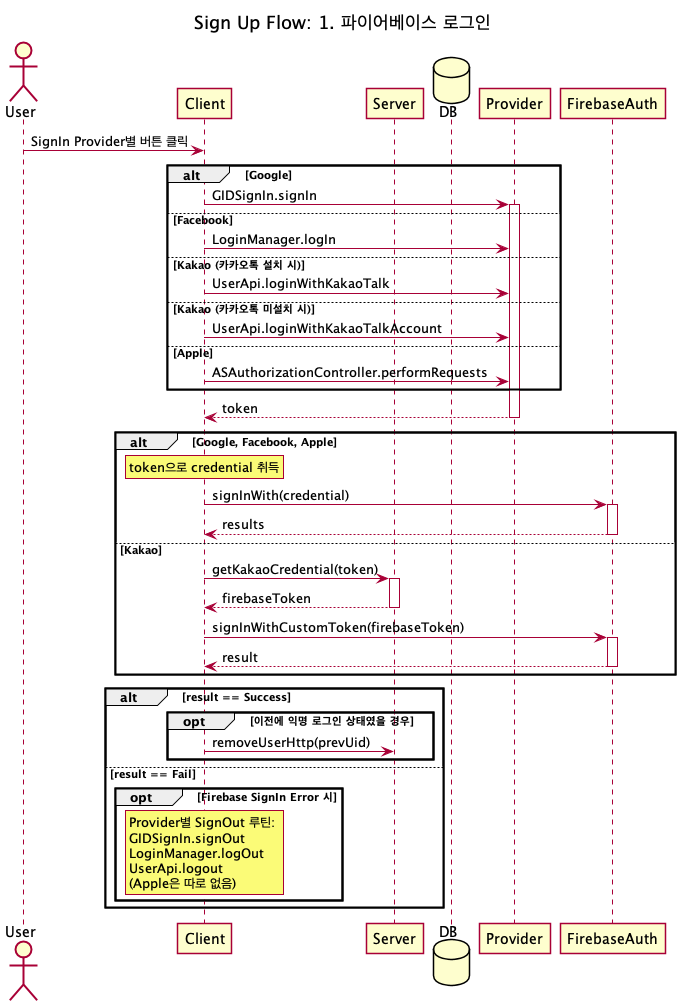 Sign Up Flow: 1. 파이어베이스 로그인
User
Client
Server
DB
Provider
FirebaseAuth
SignIn Provider별 버튼 클릭
alt
[Google]
GIDSignIn.signIn
[Facebook]
LoginManager.logIn
[Kakao (카카오톡 설치 시)]
UserApi.loginWithKakaoTalk
[Kakao (카카오톡 미설치 시)]
UserApi.loginWithKakaoTalkAccount
[Apple]
ASAuthorizationController.performRequests
token
alt
[Google, Facebook, Apple]
token으로 credential 취득
signInWith(credential)
results
[Kakao]
getKakaoCredential(token)
firebaseToken
signInWithCustomToken(firebaseToken)
result
alt
[result == Success]
opt
[이전에 익명 로그인 상태였을 경우]
removeUserHttp(prevUid)
[result == Fail]
opt
[Firebase SignIn Error 시]
Provider별 SignOut 루틴:
GIDSignIn.signOut
LoginManager.logOut
UserApi.logout
(Apple은 따로 없음)
User
Client
Server
DB
Provider
FirebaseAuth